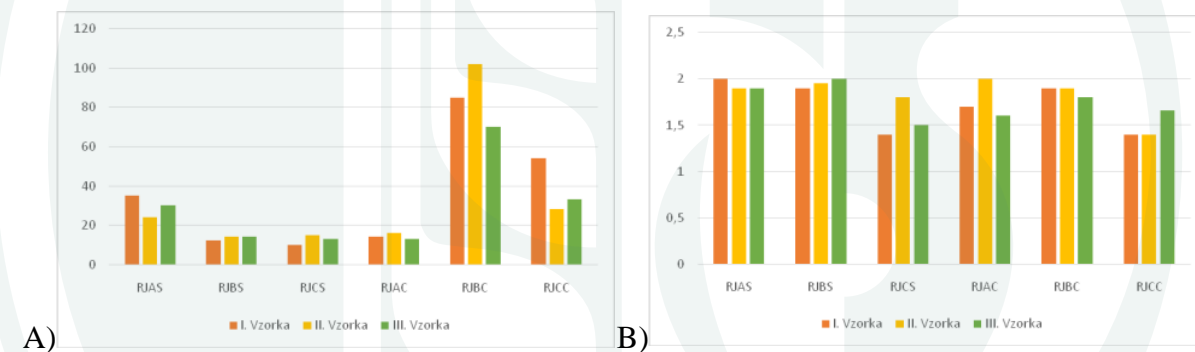 120
100
80
60
40
20
0
RJAS RJBS RJCS RJAC RJBC RJCC
I. Vzorka II. Vzorka III. Vzorka
A)
2,5
2
1,5
1
0,5
0
RJAS RJBS RJCS RJAC RJBC RJCC
I. Vzorka II. Vzorka III. Vzorka
B)